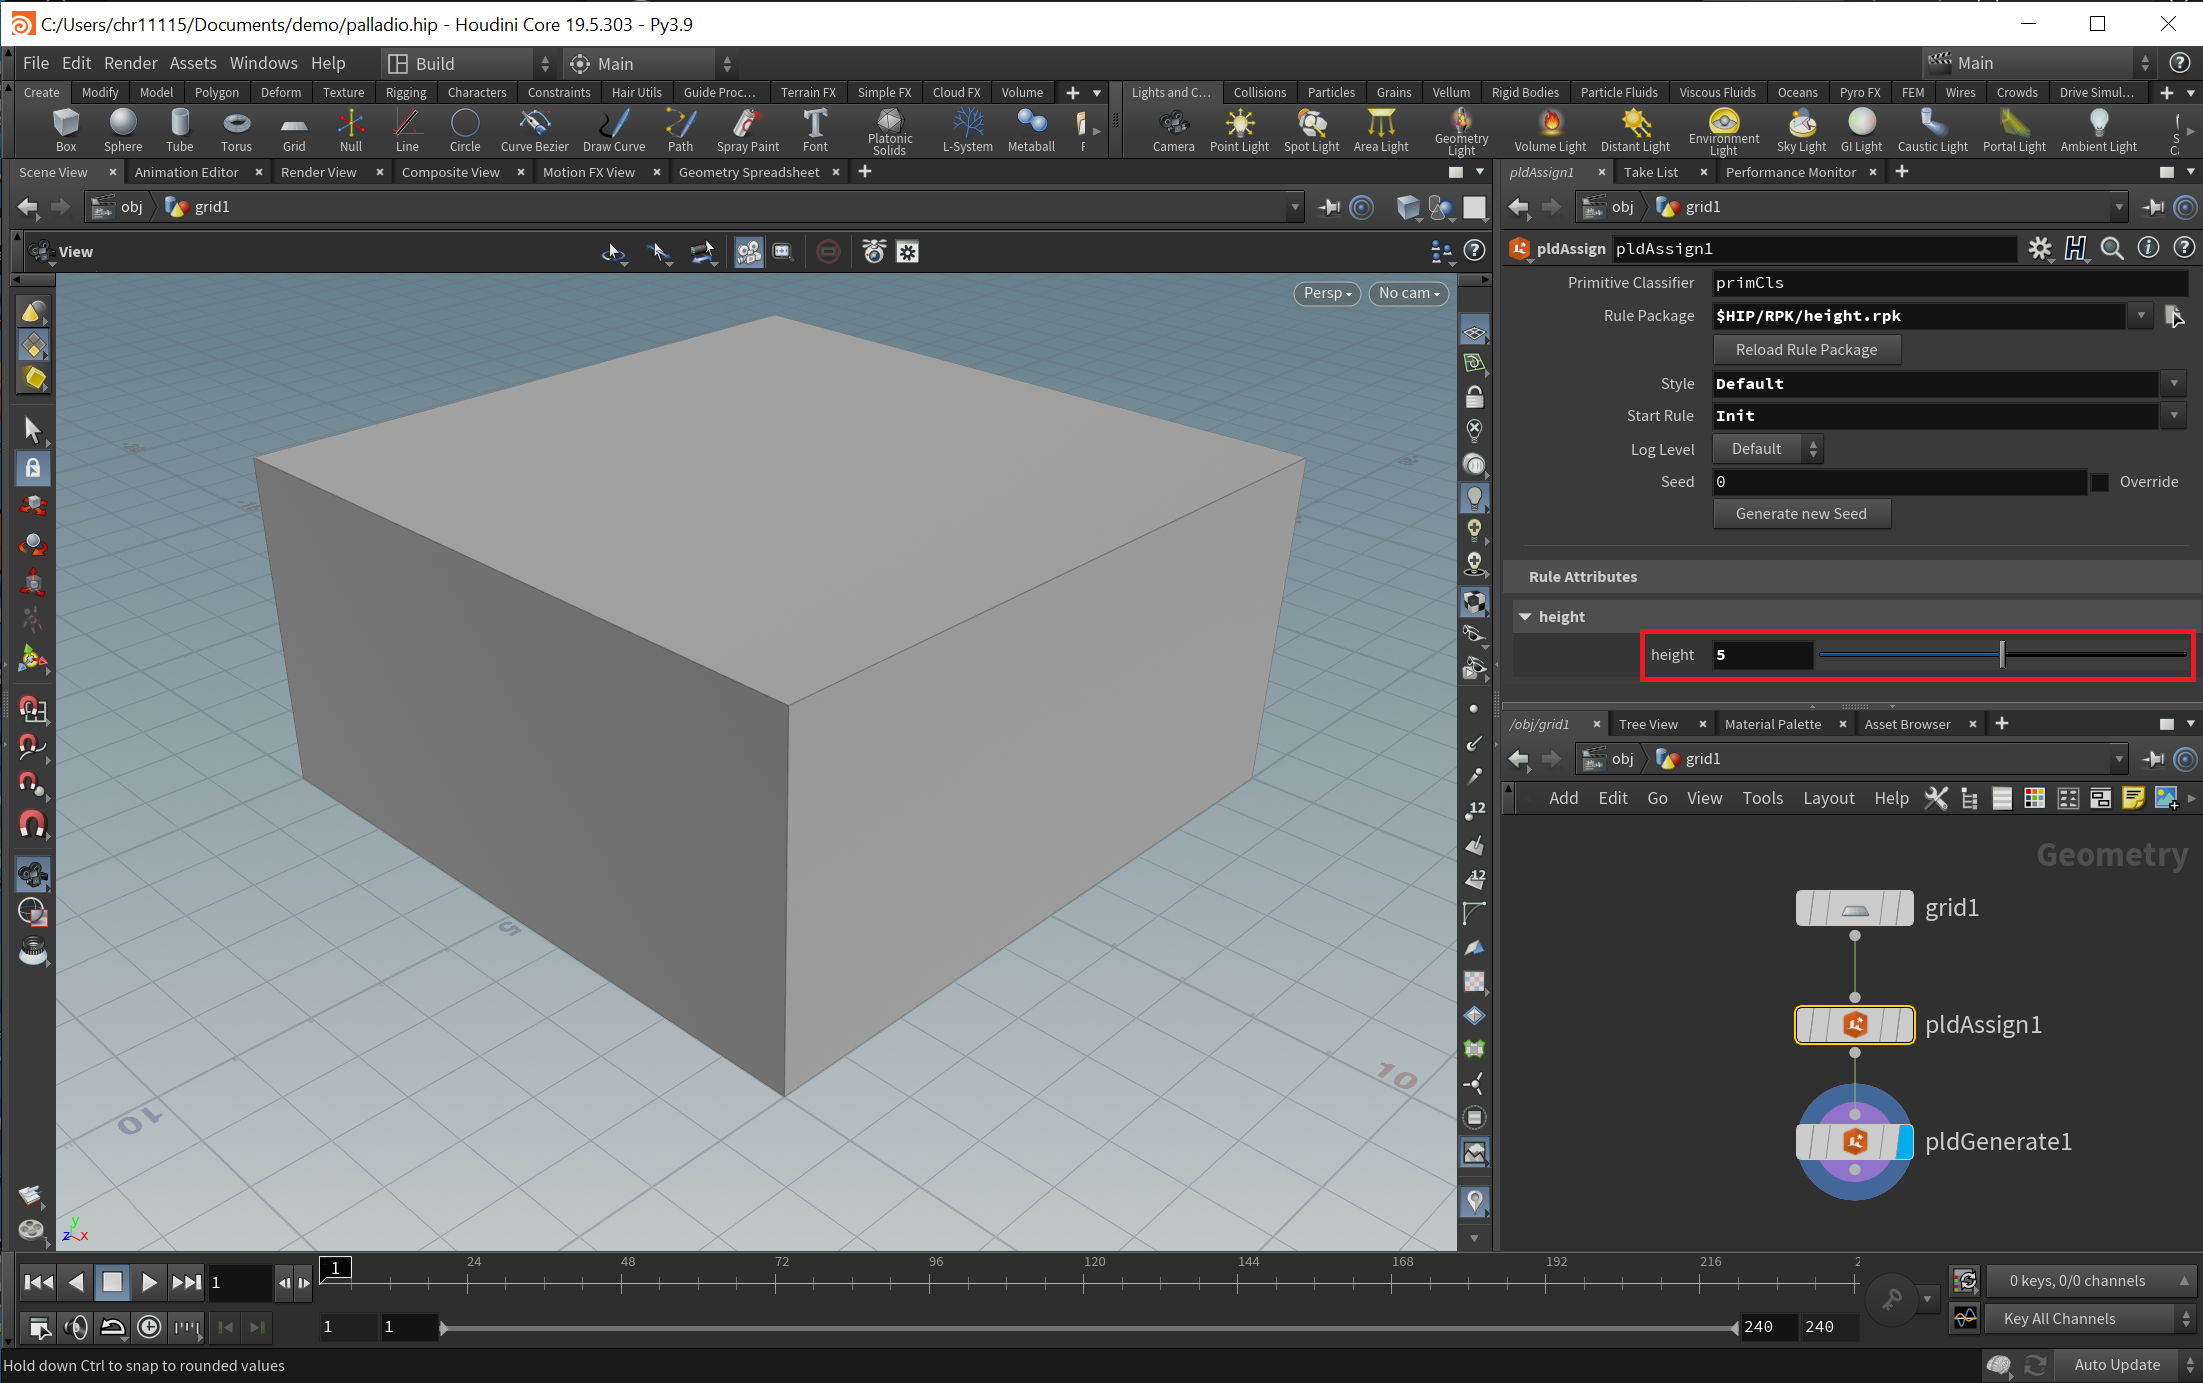 C:/Users/chr11115/Documents/demo/palladio.hip - Houdini Core 19.5.303 - Py3.9
File Edit Render Assets Windows Help Build Main Main
Create Modify Model Polygon Deform Texture Rigging Characters Constraints Hair Utils Guide Proc... Terrain FX Simple FX Cloud FX Volume
Lights and C... Collisions Particles Grains Vellum Rigid Bodies Particle Fluids Viscous Fluids Oceans Pyro FX FEM Wires Crowds Drive Simul...
Box Sphere Tube Torus Grid Null Line Circle Curve Bezier Draw Curve Path Spray Paint Font Platonic Solids L-System Metaball F
Camera Point Light Spot Light Area Light Geometry Light Volume Light Distant Light Environment Light Sky Light GI Light Caustic Light Portal Light Ambient Light S C
Scene View Animation Editor Render View Composite View Motion FX View Geometry Spreadsheet
obj grid1
View
Persp No cam
5
10
10
y
z x
pldAssign1 Take List Performance Monitor
obj grid1
pldAssign pldAssign1
Primitive Classifier primCls
Rule Package $HIP/RPK/height.rpk
Reload Rule Package
Style Default
Start Rule Init
Log Level Default
Seed 0 Override
Generate new Seed
Rule Attributes
height
height 5
/obj/grid1 Tree View Material Palette Asset Browser
obj grid1
Add Edit Go View Tools Layout Help
12
12
Geometry
grid1
pldAssign1
pldGenerate1
1 1 24 48 72 96 120 144 168 192 216 2
0 keys, 0/0 channels
1 1 240 240
Key All Channels
Hold down Ctrl to snap to rounded values
Auto Update